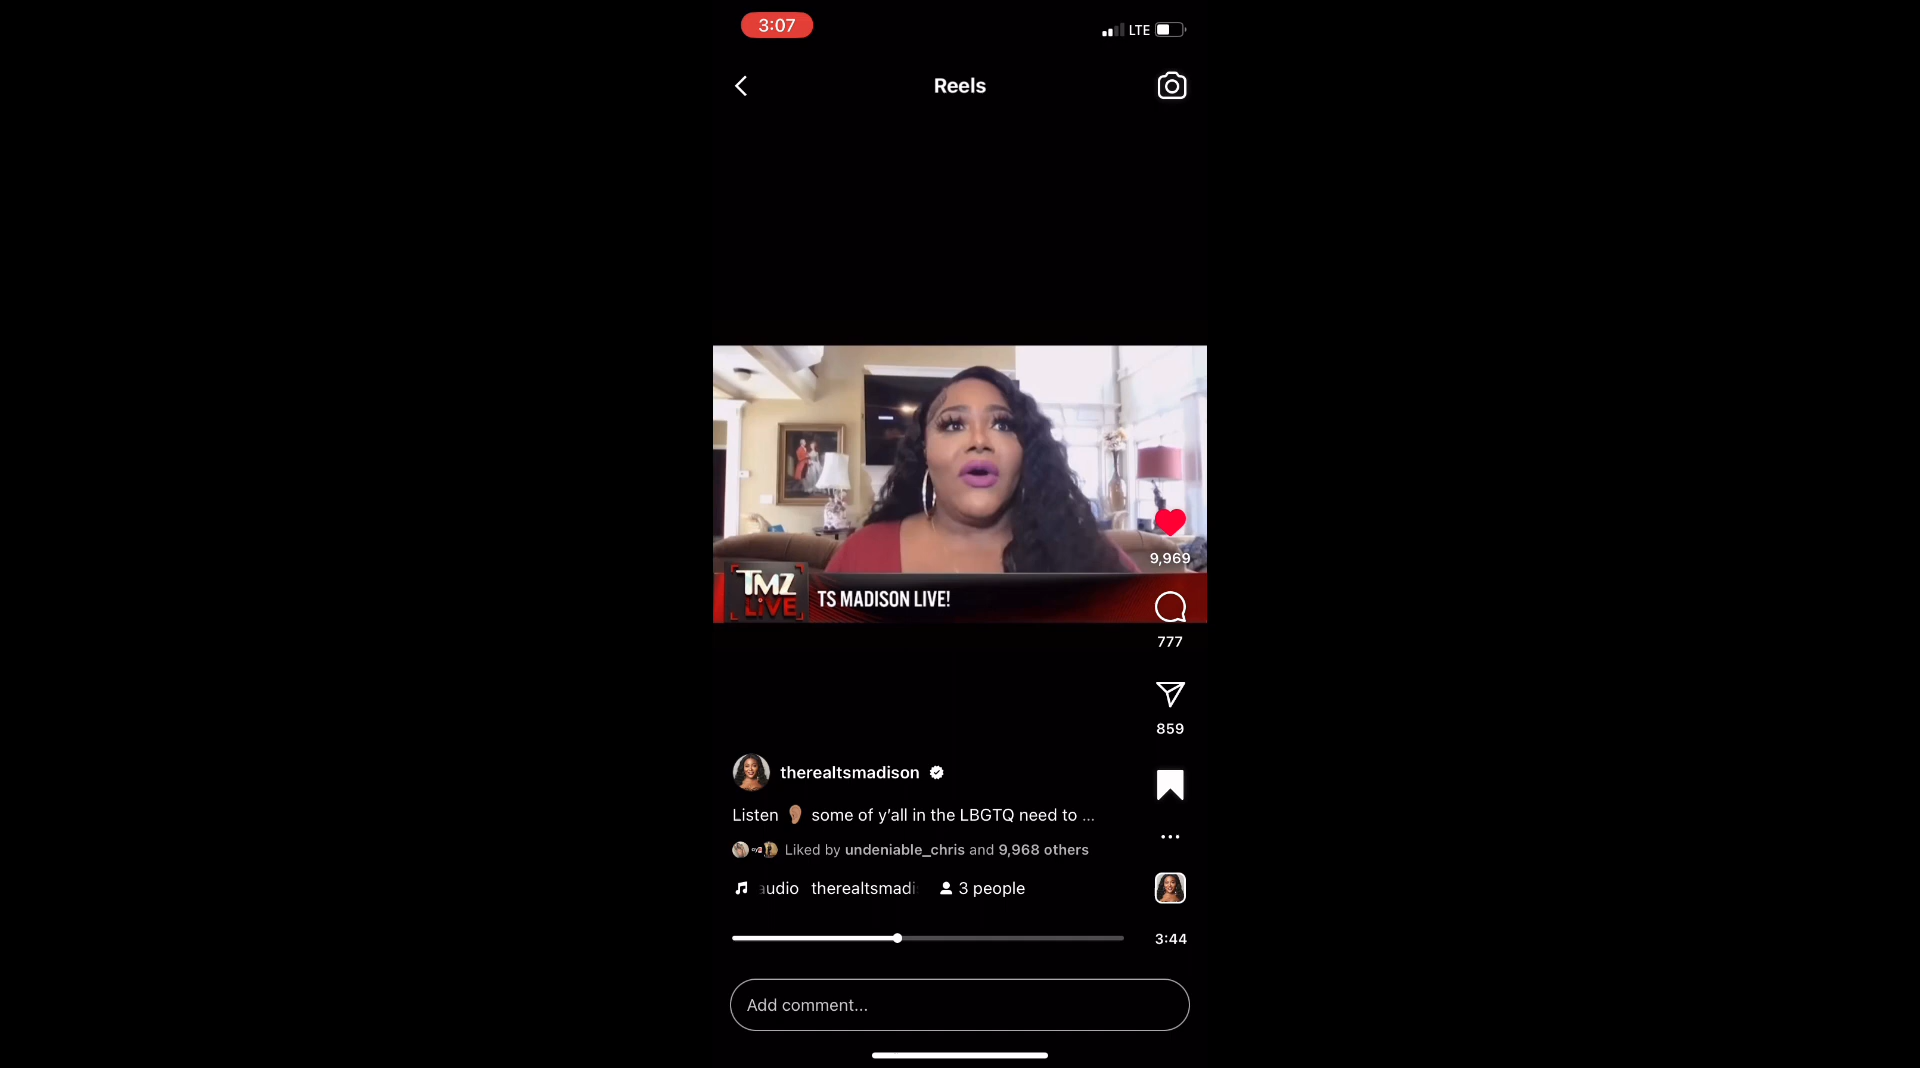 3:07
LTE
Reels
9,969
TMZ
LIVE
TS MADISON LIVE!
777
859
therealtsmadison
Listen 👂🏽 some of y’all in the LBGTQ need to ...
Liked by undeniable_chris and 9,968 others
udio therealtsmadi
3 people
3:44
Add comment...